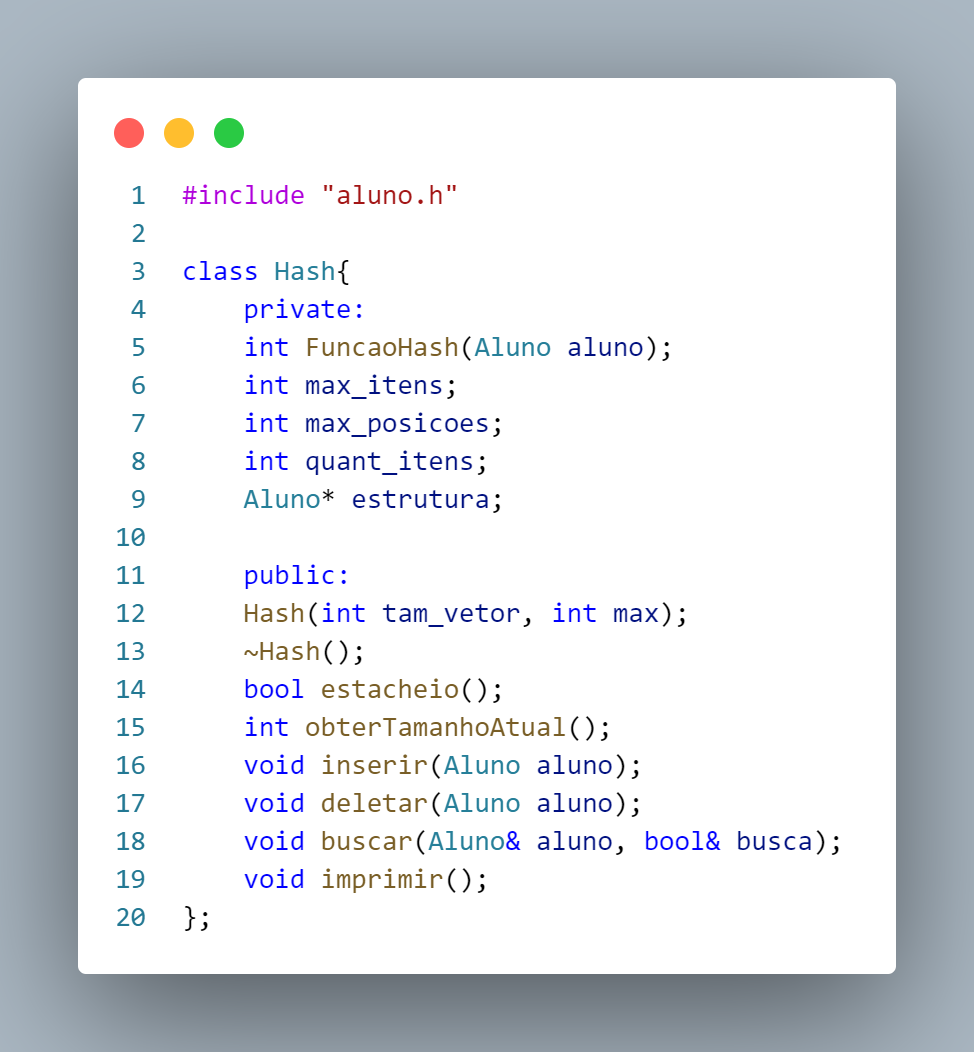 1 #include "aluno.h"
2
3 class Hash{
4     private:
5     int FuncaoHash(Aluno aluno);
6     int max_itens;
7     int max_posicoes;
8     int quant_itens;
9     Aluno* estrutura;
10
11     public:
12     Hash(int tam_vetor, int max);
13     ~Hash();
14     bool estacheio();
15     int obterTamanhoAtual();
16     void inserir(Aluno aluno);
17     void deletar(Aluno aluno);
18     void buscar(Aluno& aluno, bool& busca);
19     void imprimir();
20 };